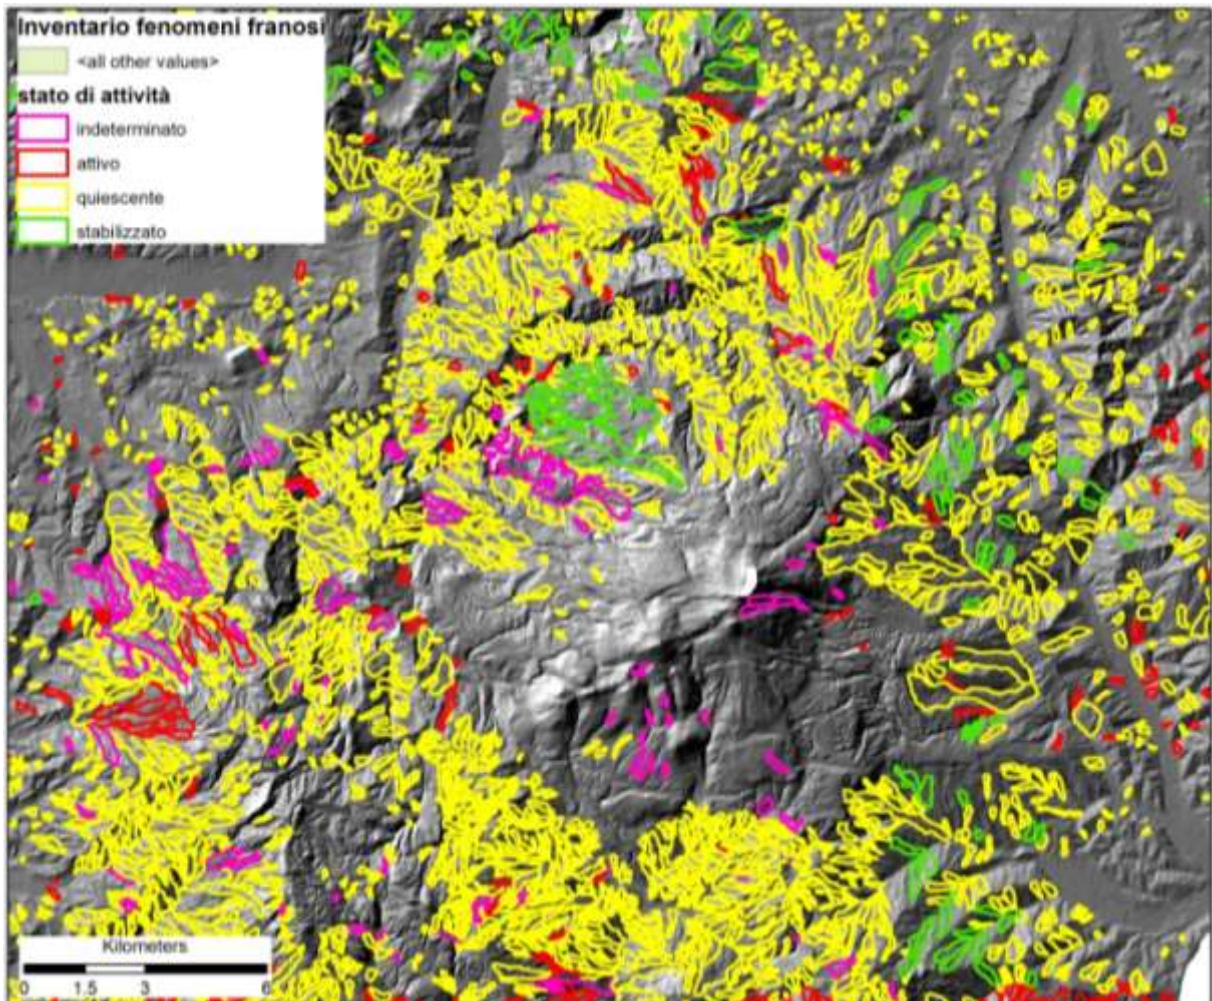 Inventario fenomeni franosi
<all other values>
stato di attività
indeterminato
attivo
quiescente
stabilizzato
Kilometers
0 1.5 3 6